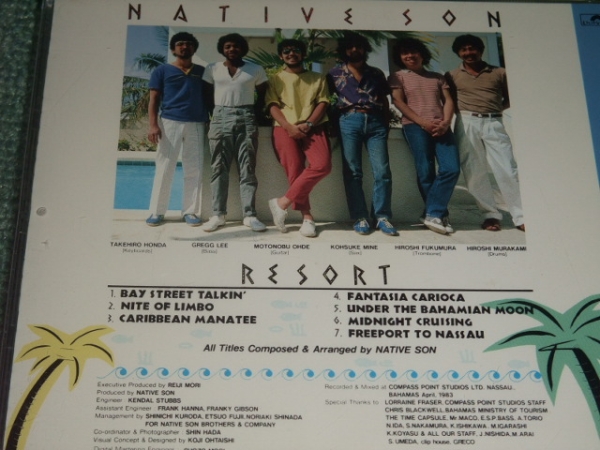 NATIVE SON
TAKEHIRO HONDA
(Keyboards)
GREGG LEE
(Bass)
MOTONOBU OHDE
(Guitar)
KOHSUKE MINE
(Sax)
HIROSHI FUKUMURA
(Trombone)
HIROSHI MURAKAMI
(Drums)
RESORT
1. BAY STREET TALKIN'
2. NITE OF LIMBO
3. CARIBBEAN MANATEE
4. FANTASIA CARIOCA
5. UNDER THE BAHAMIAN MOON
6. MIDNIGHT CRUISING
7. FREEPORT TO NASSAU
All Titles Composed & Arranged by NATIVE SON
Executive Produced by REIJI MORI
Produced by NATIVE SON
Engineer KENDAL STUBBS
Assistant Engineer FRANK HANNA, FRANKY GIBSON
Management by SHINICHI KURODA, ETSUO FUJII, NORIAKI SHINADA
FOR NATIVE SON BROTHERS & COMPANY
Co-ordinator & Photographer SHIN HADA
Visual Concept & Designed by KOJI OHTAISHI
Recorded & Mixed at COMPASS POINT STUDIOS LTD. NASSAU,
BAHAMAS April, 1983
Special Thanks to LORRAINE FRASER, COMPASS POINT STUDIOS
CHRIS BLACKWELL, BAHAMAS MINISTRY OF TOURISM
THE TIME CAPSULE, Mr. MACO, E.S.P BASS, A.TORIO
N.IDA, S.NAKAMURA, K.ISHIKAWA, M.IGARASHI
K.KOYASU & ALL OUR STAFF, J.NISHIDA, M.ARAI
S.UMEDA, clip house, GRECO